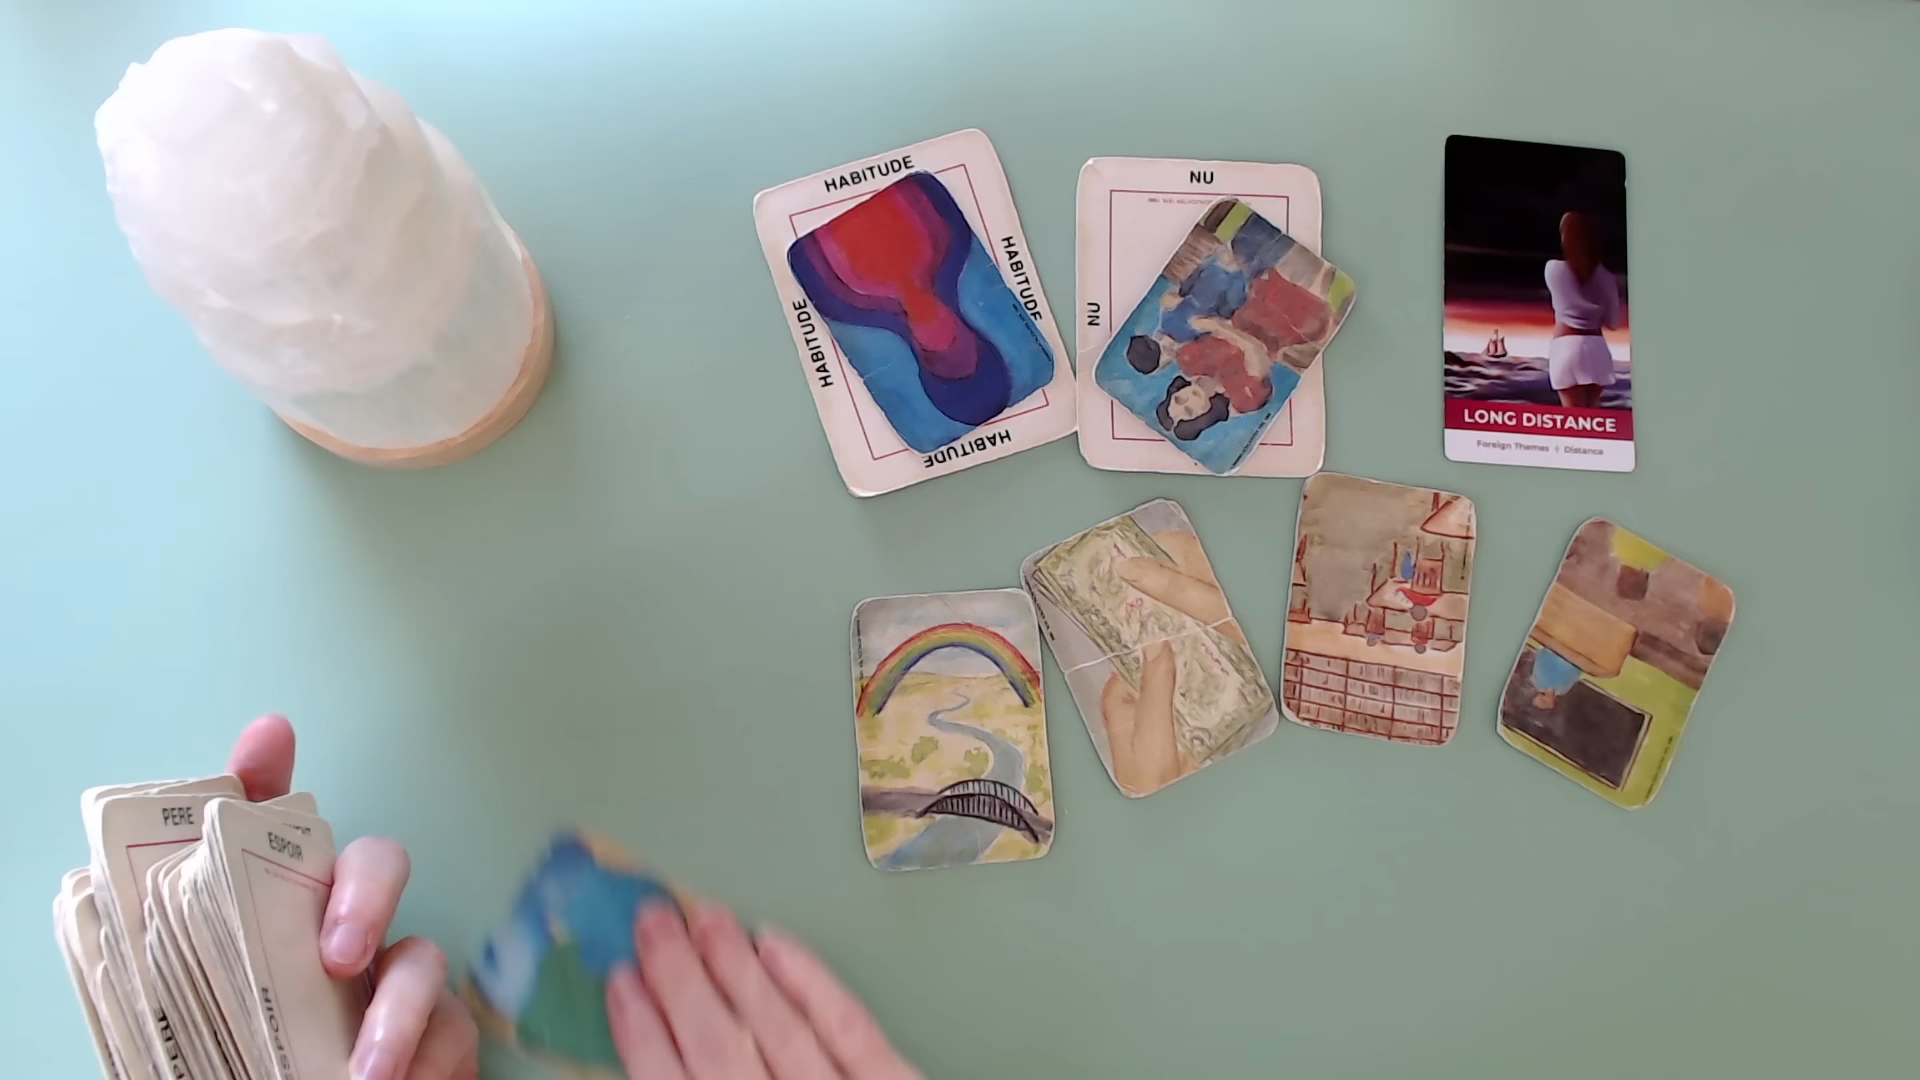 HABITUDE
HABITUDE
HABITUDE
HABITUDE
NU
NU
LONG DISTANCE
Foreign Themes + Distance
PERE
PERE
ESPOIR
ESPOIR